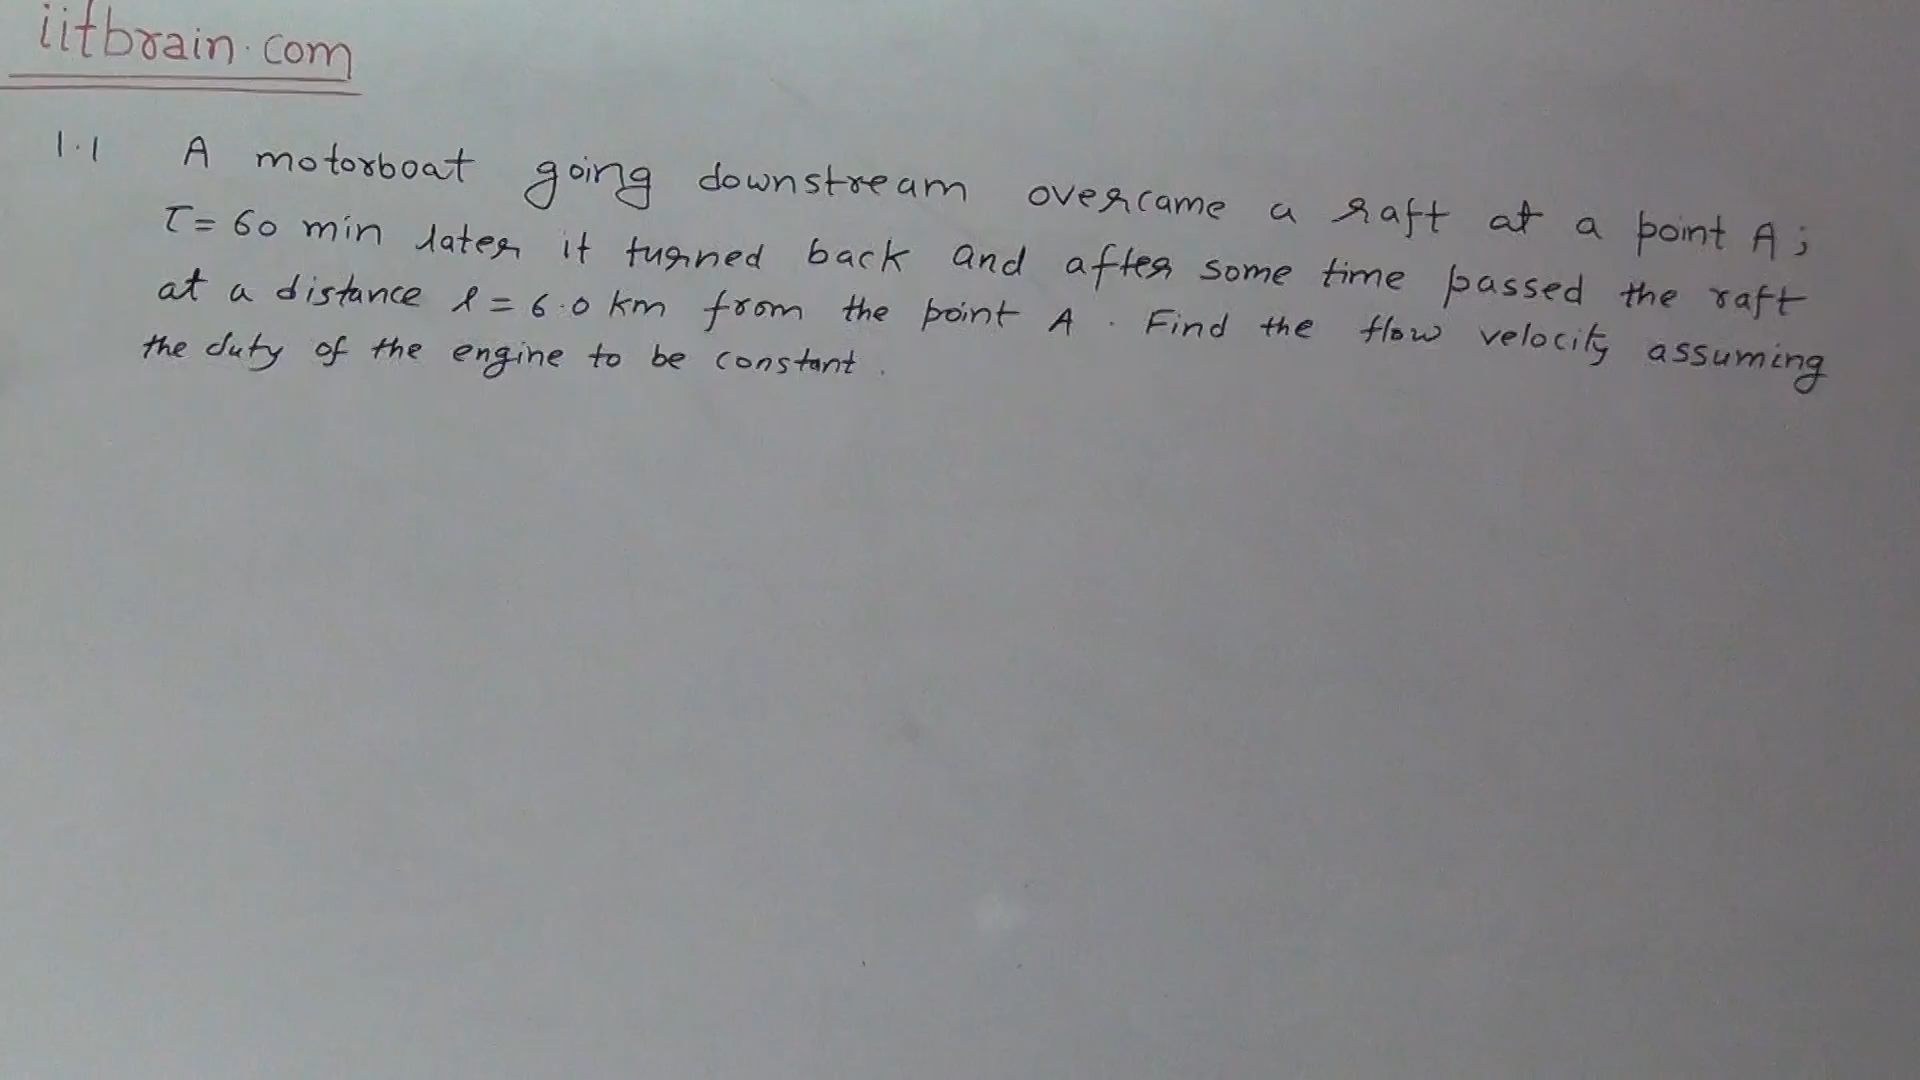 iitbrain.com
1.1 A motorboat going downstream overcame a raft at a point A;
τ = 60 min later it turned back and after some time passed the raft
at a distance l = 6.0 km from the point A. Find the flow velocity assuming
the duty of the engine to be constant.